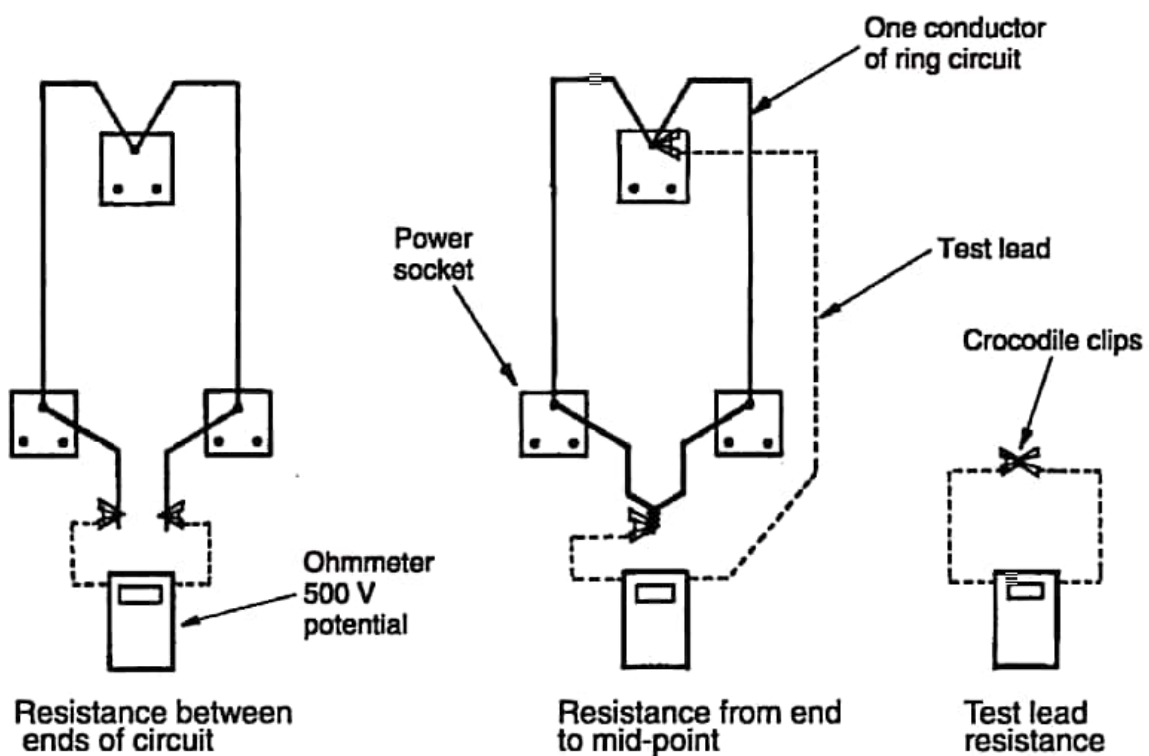 One conductor
of ring circuit
Power
socket
Test lead
Crocodile clips
Ohmmeter
500 V
potential
Resistance between
ends of circuit
Resistance from end
to mid-point
Test lead
resistance